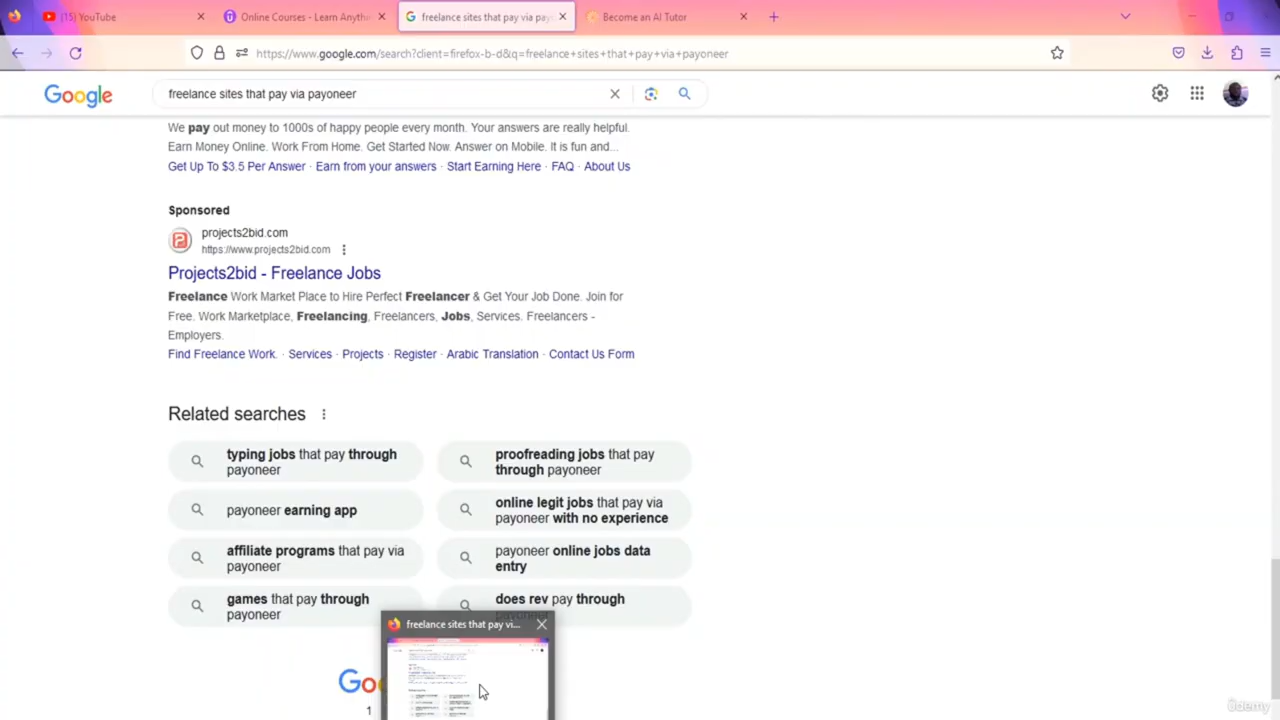 (15) YouTube
Online Courses - Learn Anythi
freelance sites that pay via pay
Become an AI Tutor
https://www.google.com/search?client=firefox-b-d&q=freelance+sites+that+pay+via+payoneer
Google
freelance sites that pay via payoneer
We pay out money to 1000s of happy people every month. Your answers are really helpful.
Earn Money Online. Work From Home. Get Started Now. Answer on Mobile. It is fun and...
Get Up To $3.5 Per Answer · Earn from your answers · Start Earning Here · FAQ · About Us
Sponsored
projects2bid.com
https://www.projects2bid.com
Projects2bid - Freelance Jobs
Freelance Work Market Place to Hire Perfect Freelancer & Get Your Job Done. Join for
Free. Work Marketplace, Freelancing, Freelancers, Jobs, Services. Freelancers -
Employers.
Find Freelance Work. · Services · Projects · Register · Arabic Translation · Contact Us Form
Related searches
typing jobs that pay through
payoneer
proofreading jobs that pay
through payoneer
payoneer earning app
online legit jobs that pay via
payoneer with no experience
affiliate programs that pay via
payoneer
payoneer online jobs data
entry
games that pay through
payoneer
does rev pay through
payoneer
freelance sites that pay vi...
Goo
1
ûdemy